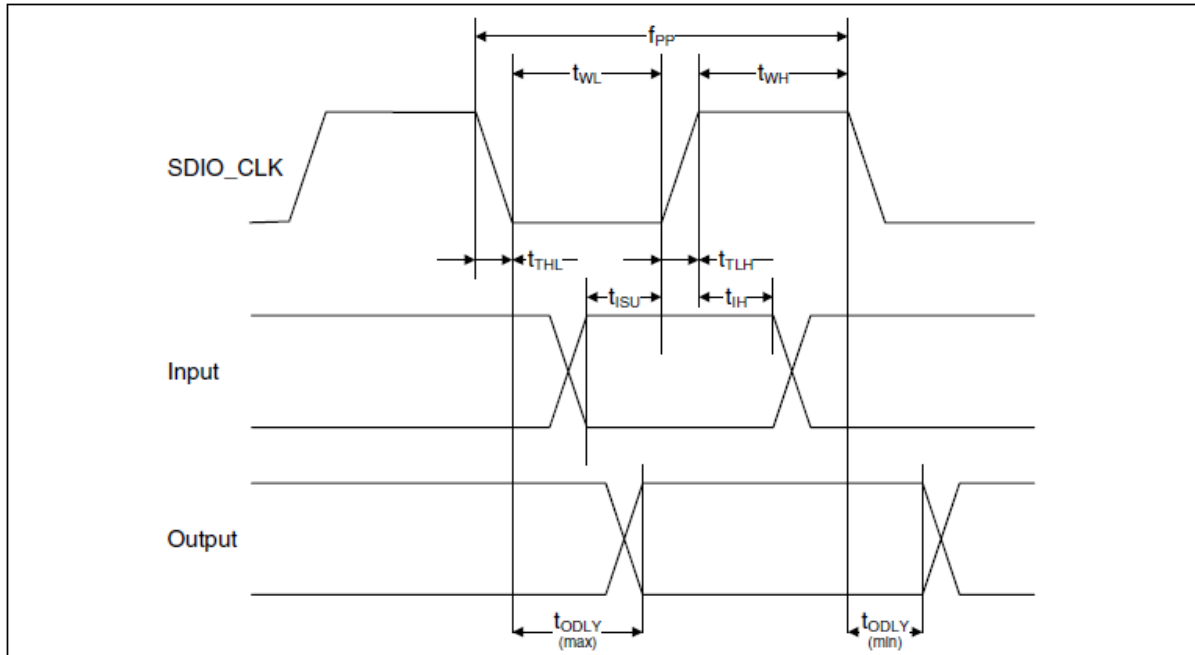 fPP
tWL
tWH
SDIO_CLK
tTHL
tTLH
tISU
tIH
Input
Output
tODLY
(max)
tODLY
(min)